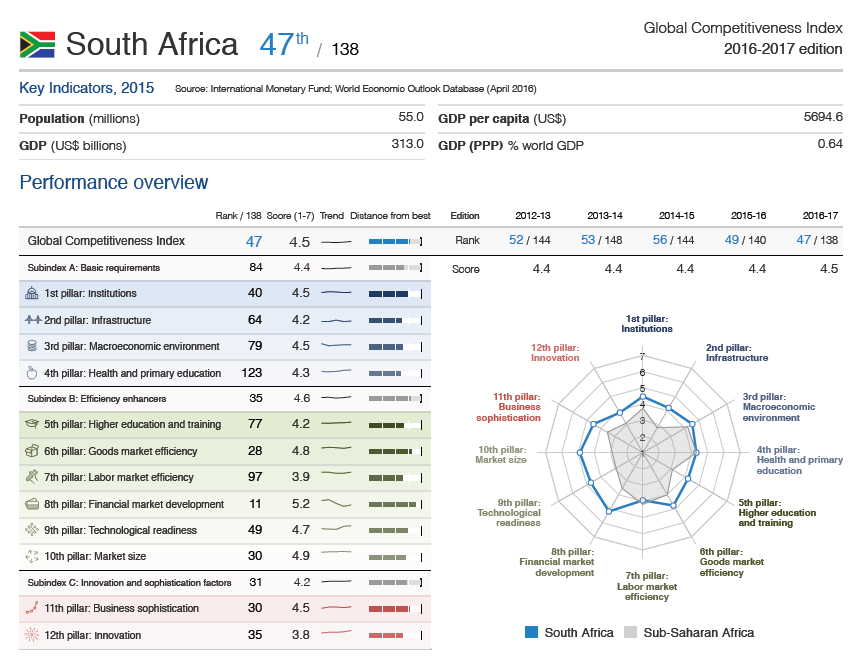 South Africa 47th / 138
Global Competitiveness Index
2016-2017 edition
Key Indicators, 2015 Source: International Monetary Fund; World Economic Outlook Database (April 2016)
Population (millions) 55.0 GDP per capita (US$) 5694.6
GDP (US$ billions) 313.0 GDP (PPP) % world GDP 0.64
Performance overview
Rank / 138 Score (1-7) Trend Distance from best Edition 2012-13 2013-14 2014-15 2015-16 2016-17
Global Competitiveness Index 47 4.5 Rank 52 / 144 53 / 148 56 / 144 49 / 140 47 / 138
Subindex A: Basic requirements 84 4.4 Score 4.4 4.4 4.4 4.4 4.5
1st pillar: Institutions 40 4.5
2nd pillar: Infrastructure 64 4.2
3rd pillar: Macroeconomic environment 79 4.5
4th pillar: Health and primary education 123 4.3
Subindex B: Efficiency enhancers 35 4.6
5th pillar: Higher education and training 77 4.2
6th pillar: Goods market efficiency 28 4.8
7th pillar: Labor market efficiency 97 3.9
8th pillar: Financial market development 11 5.2
9th pillar: Technological readiness 49 4.7
10th pillar: Market size 30 4.9
Subindex C: Innovation and sophistication factors 31 4.2
11th pillar: Business sophistication 30 4.5
12th pillar: Innovation 35 3.8
1st pillar:
Institutions
2nd pillar:
Infrastructure
3rd pillar:
Macroeconomic
environment
4th pillar:
Health and primary
education
5th pillar:
Higher education
and training
6th pillar:
Goods market
efficiency
7th pillar:
Labor market
efficiency
8th pillar:
Financial market
development
9th pillar:
Technological
readiness
10th pillar:
Market size
11th pillar:
Business
sophistication
12th pillar:
Innovation
7
6
5
4
3
2
1
South Africa Sub-Saharan Africa